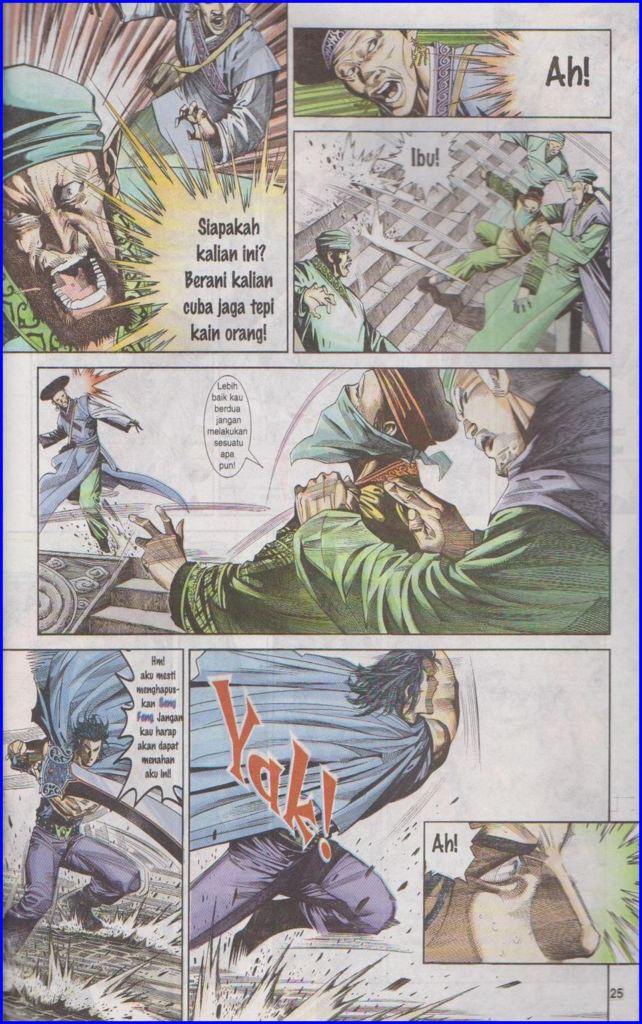 Siapakah
kalian ini?
Berani kalian
cuba jaga tepi
kain orang!
Ah!
Ibu!
Lebih
baik kau
berdua
jangan
melakukan
sesuatu
apa
pun!
Hm!
aku mesti
menghapus-
kan Seng
Fong. Jangan
kau harap
akan dapat
menahan
aku ini!
Yak!
Ah!
25